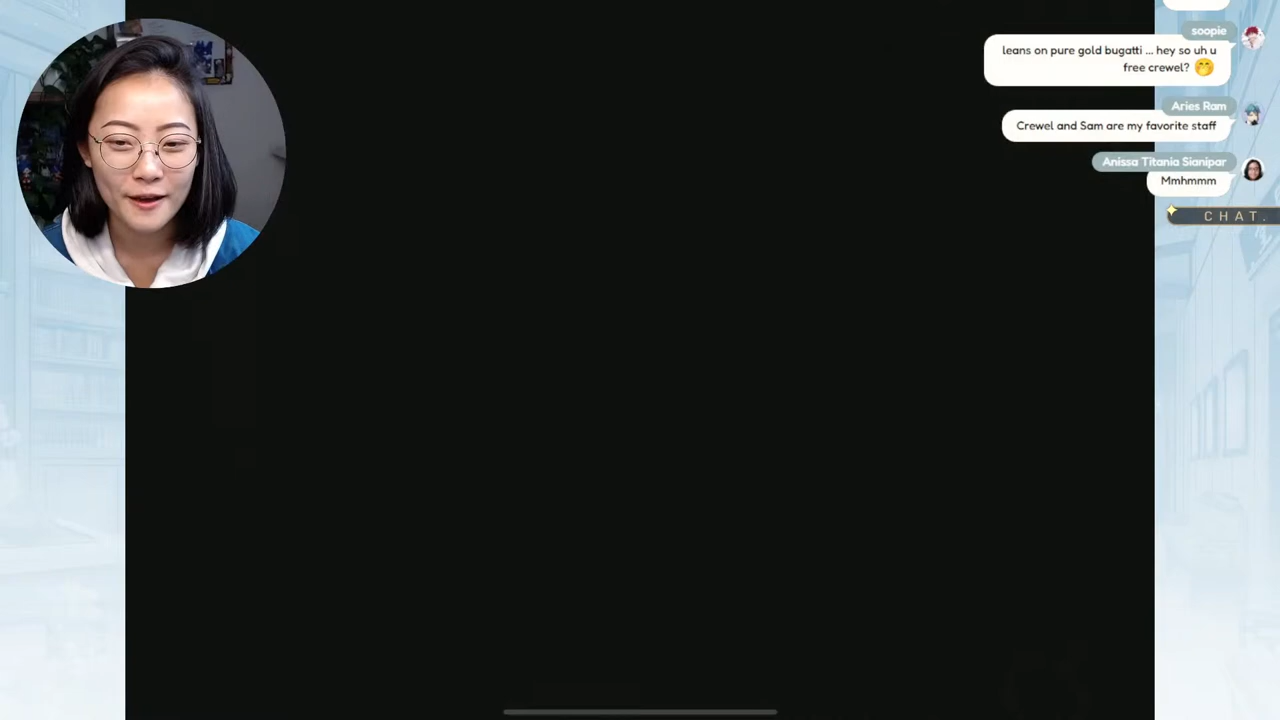 soopie
leans on pure gold bugatti ... hey so uh u
free crewel? 🤭
Aries Ram
Crewel and Sam are my favorite staff
Anissa Titania Sianipar
Mmhmmm
CHAT.